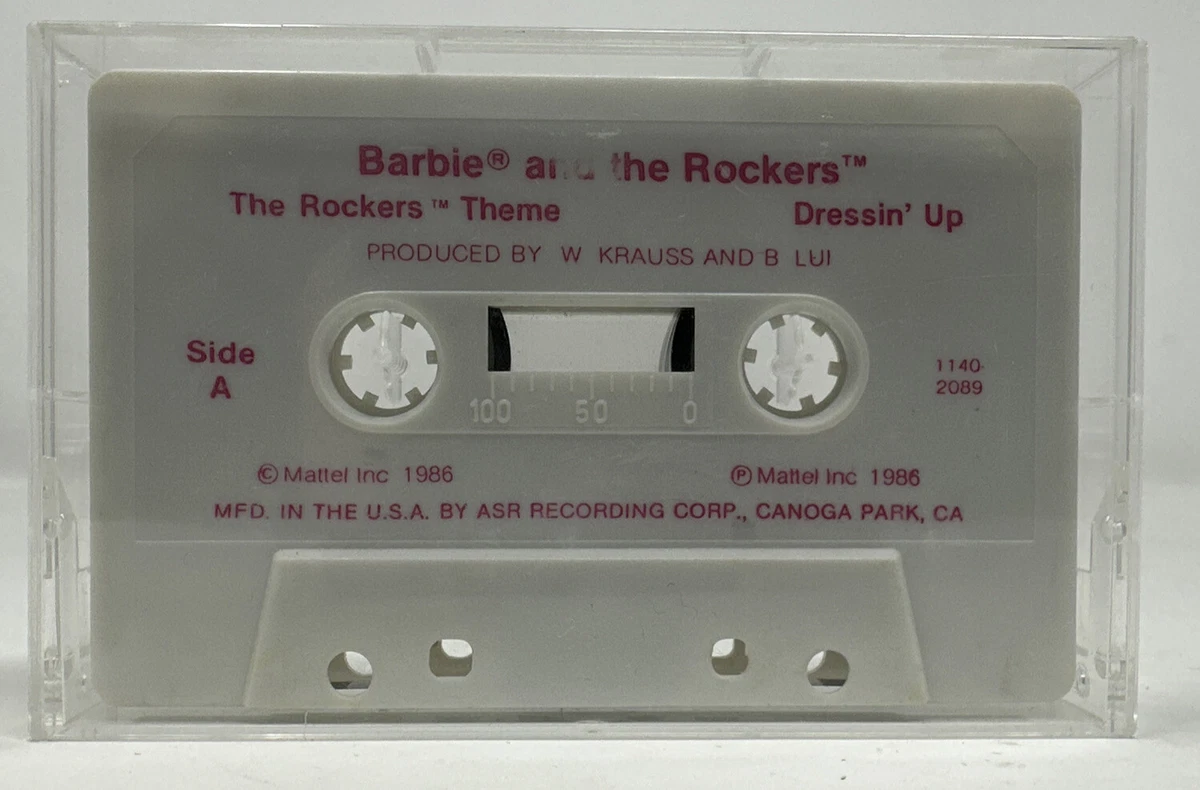 Barbie® and the Rockers™
The Rockers™ Theme Dressin' Up
PRODUCED BY W KRAUSS AND B LUI
Side
A
1140-
2089
100 50 0
©Mattel Inc 1986 ℗Mattel Inc 1986
MFD. IN THE U.S.A. BY ASR RECORDING CORP., CANOGA PARK, CA